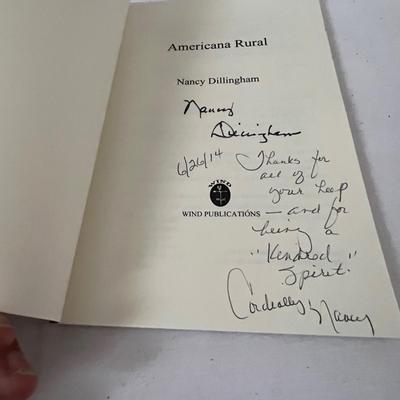 Americana Rural
Nancy Dillingham
Nancy
Dillingham
6/26/14
Thanks for
all of
your help
— and for
being a
"Kindred"
Spirit.
Cordially, Nancy
WIND
WIND PUBLICATIONS